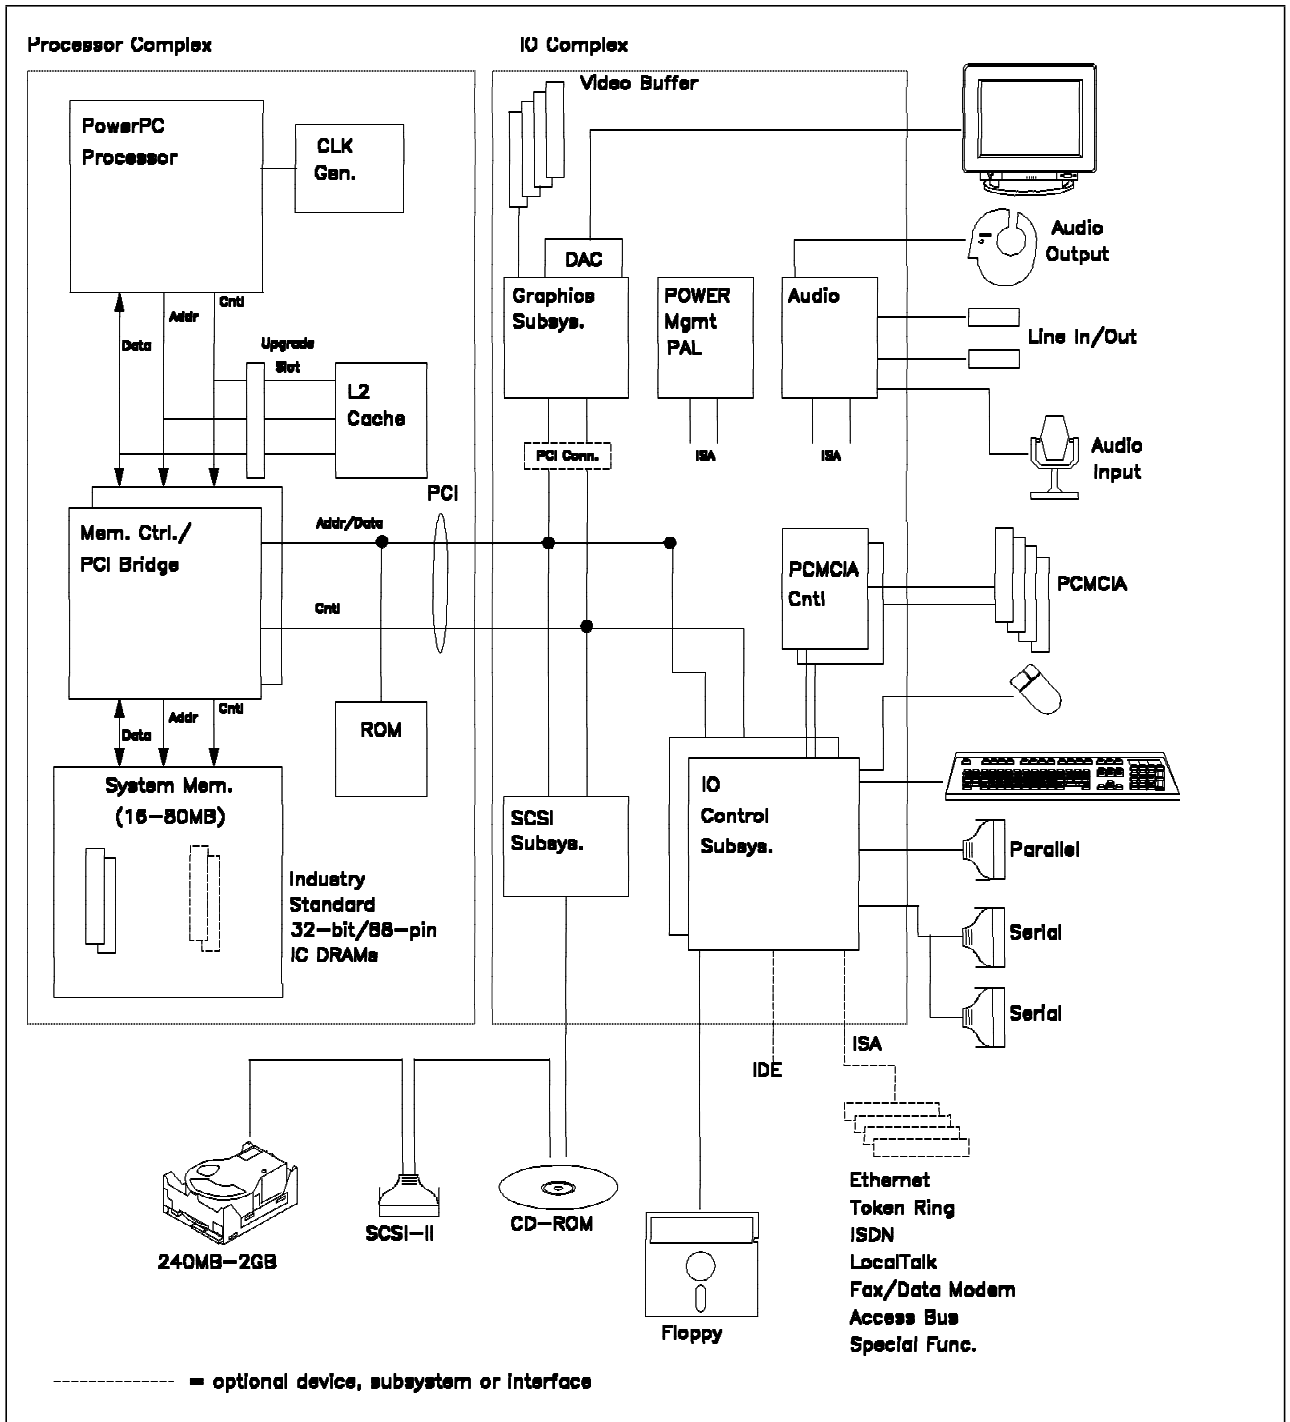 Processor Complex
IO Complex
Video Buffer
PowerPC
Processor
CLK
Gen.
Audio
Output
DAC
Graphics
Subsys.
POWER
Mgmt
PAL
Audio
Line In/Out
Data
Addr
Cntl
Upgrade
Slot
L2
Cache
PCI Conn.
ISA
ISA
Audio
Input
PCI
Mem. Ctrl./
PCI Bridge
Addr/Data
Cntl
PCMCIA
Cntl
PCMCIA
Data
Addr
Cntl
ROM
System Mem.
(16-80MB)
Industry
Standard
32-bit/88-pin
IC DRAMs
SCSI
Subsys.
IO
Control
Subsys.
Parallel
Serial
Serial
IDE
ISA
240MB-2GB
SCSI-II
CD-ROM
Floppy
Ethernet
Token Ring
ISDN
LocalTalk
Fax/Data Modem
Access Bus
Special Func.
= optional device, subsystem or interface